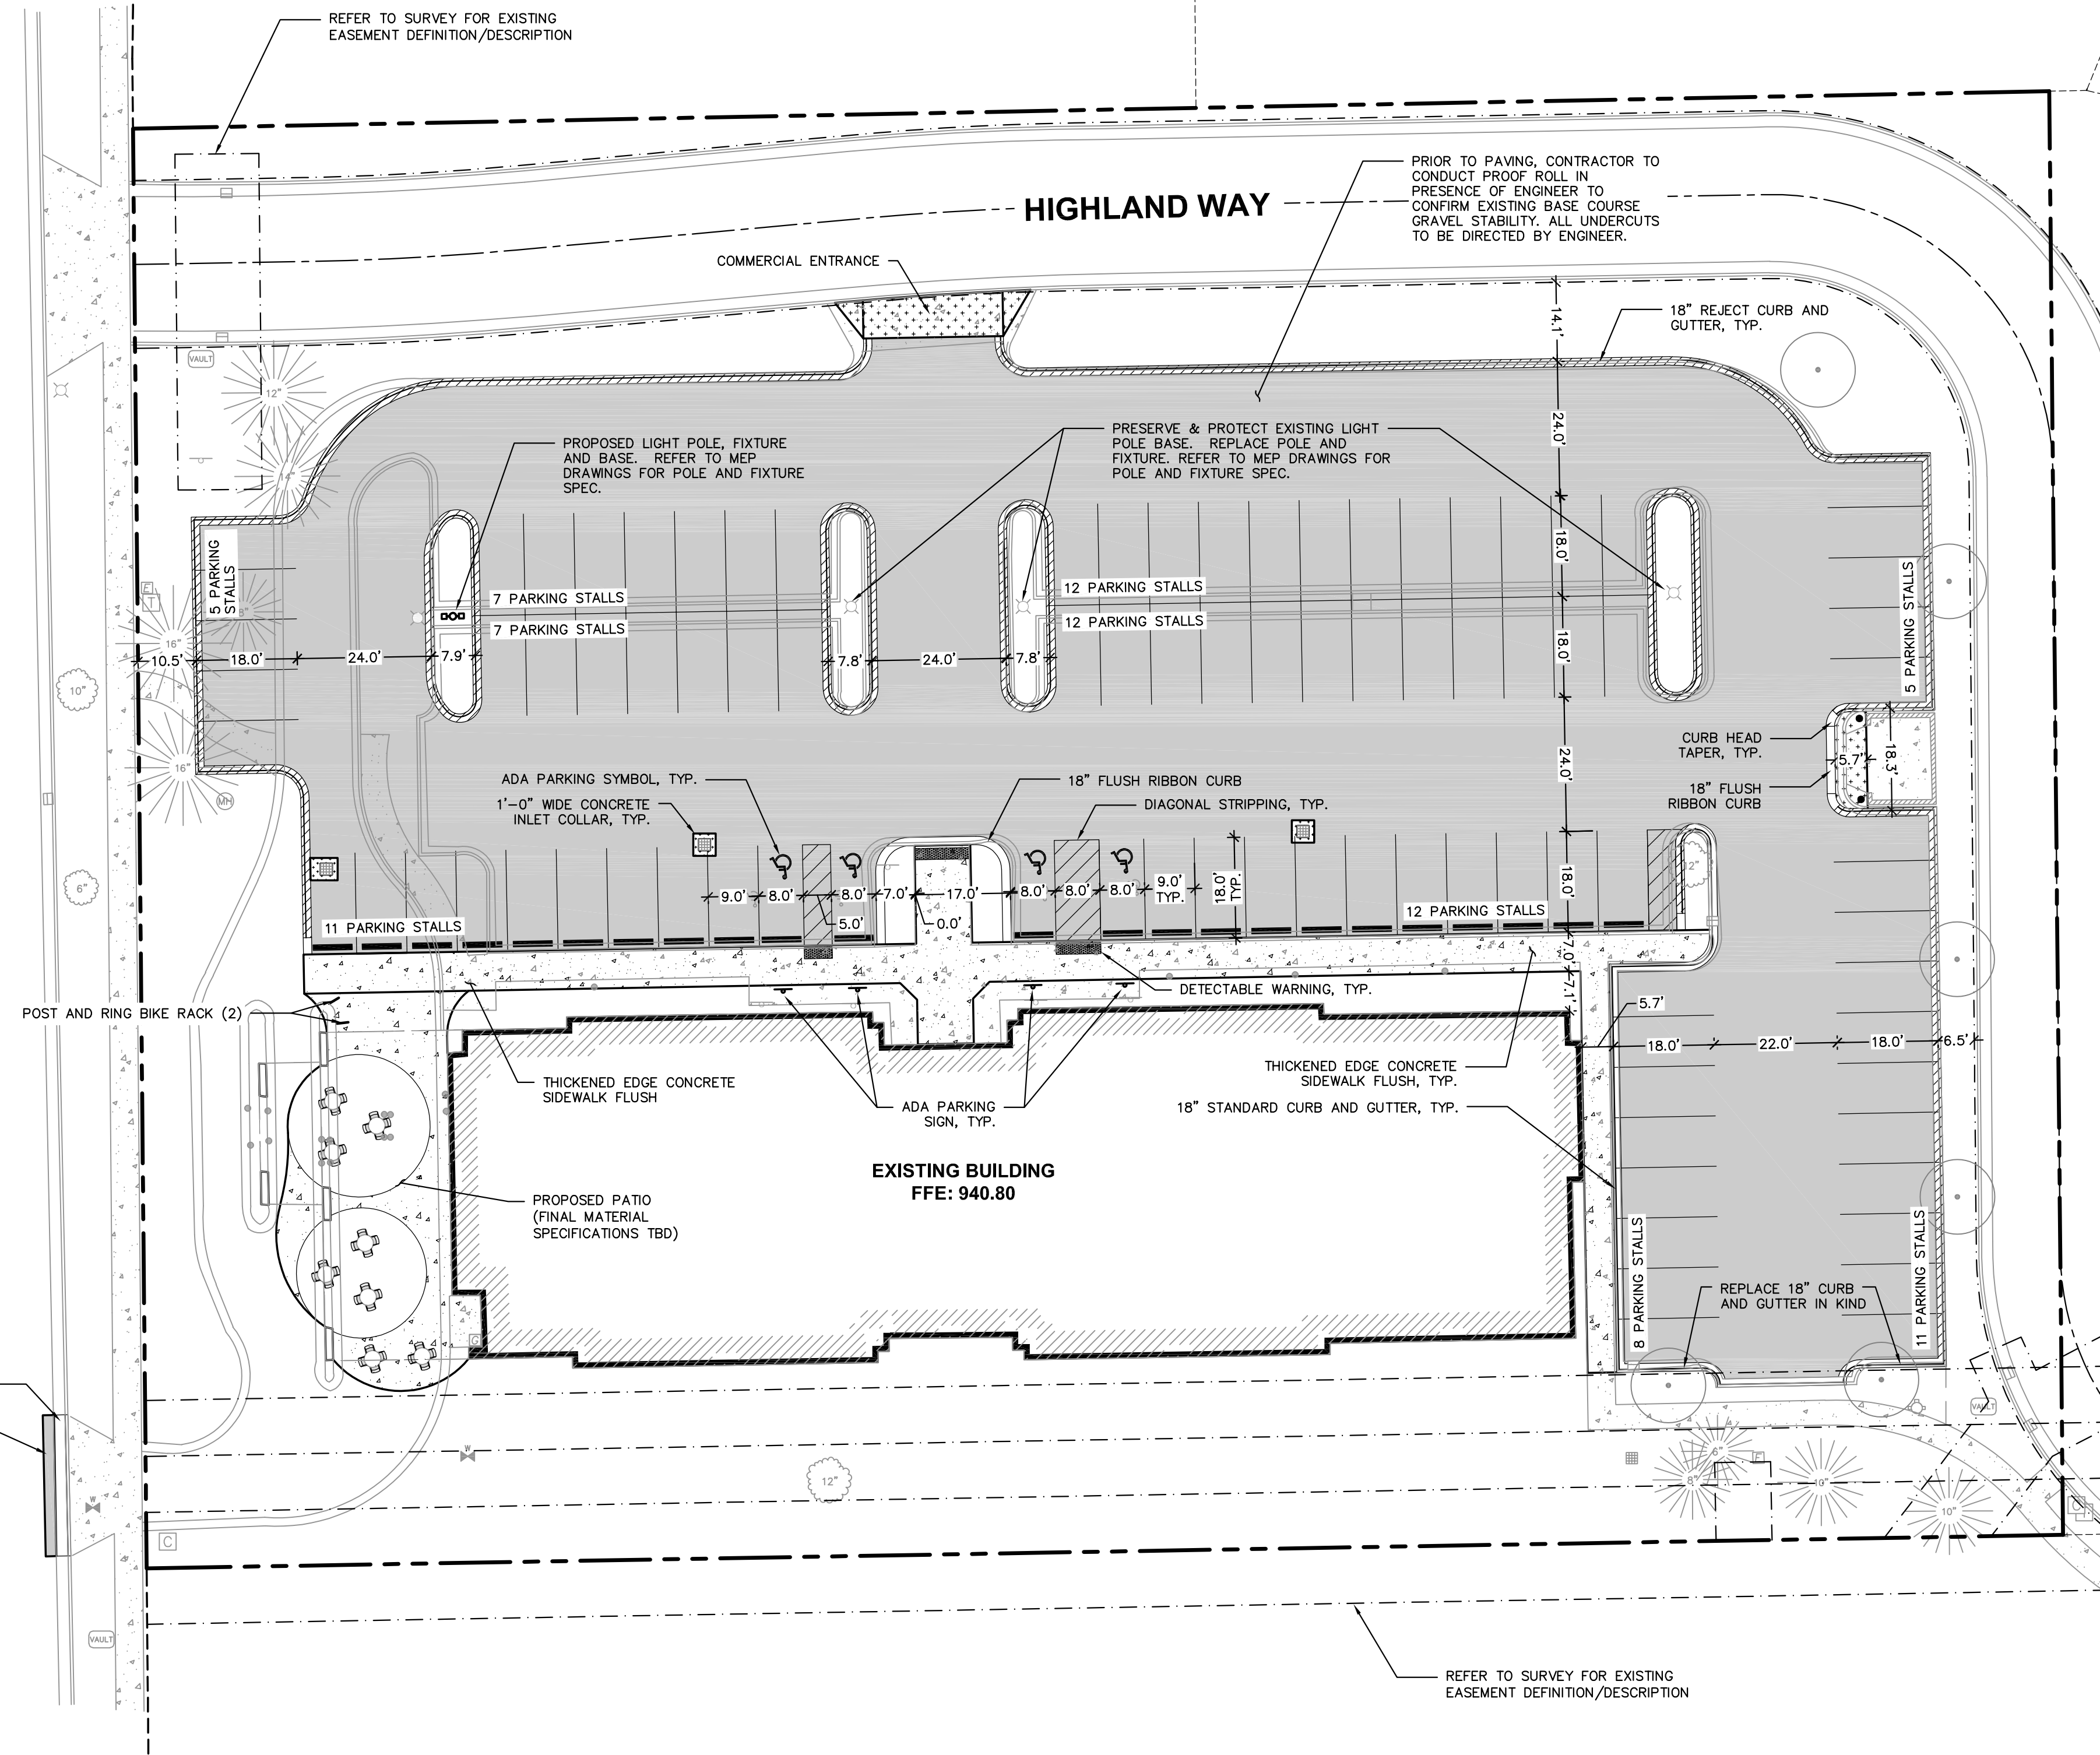 REFER TO SURVEY FOR EXISTING
EASEMENT DEFINITION/DESCRIPTION
HIGHLAND WAY
PRIOR TO PAVING, CONTRACTOR TO
CONDUCT PROOF ROLL IN
PRESENCE OF ENGINEER TO
CONFIRM EXISTING BASE COURSE
GRAVEL STABILITY. ALL UNDERCUTS
TO BE DIRECTED BY ENGINEER.
COMMERCIAL ENTRANCE
14.1'
18" REJECT CURB AND
GUTTER, TYP.
VAULT
12"
14"
24.0'
PROPOSED LIGHT POLE, FIXTURE
AND BASE. REFER TO MEP
DRAWINGS FOR POLE AND FIXTURE
SPEC.
PRESERVE & PROTECT EXISTING LIGHT
POLE BASE. REPLACE POLE AND
FIXTURE. REFER TO MEP DRAWINGS FOR
POLE AND FIXTURE SPEC.
5 PARKING
STALLS
18.0'
5 PARKING STALLS
E
T
7 PARKING STALLS
12 PARKING STALLS
7 PARKING STALLS
12 PARKING STALLS
16"
18.0'
10.5'
18.0'
24.0'
7.9'
7.8'
24.0'
7.8'
10"
16"
MH
24.0'
CURB HEAD
TAPER, TYP.
5.7'
18.3'
18" FLUSH
RIBBON CURB
ADA PARKING SYMBOL, TYP.
18" FLUSH RIBBON CURB
1'-0" WIDE CONCRETE
INLET COLLAR, TYP.
DIAGONAL STRIPPING, TYP.
12"
6"
9.0'
8.0'
8.0'
7.0'
17.0'
8.0'
8.0'
8.0'
9.0'
TYP.
18.0'
TYP.
18.0'
5.0'
0.0'
11 PARKING STALLS
12 PARKING STALLS
7.0'
7.1'
DETECTABLE WARNING, TYP.
POST AND RING BIKE RACK (2)
5.7'
18.0'
22.0'
18.0'
6.5'
THICKENED EDGE CONCRETE
SIDEWALK FLUSH
THICKENED EDGE CONCRETE
SIDEWALK FLUSH, TYP.
ADA PARKING
SIGN, TYP.
18" STANDARD CURB AND GUTTER, TYP.
EXISTING BUILDING
FFE: 940.80
PROPOSED PATIO
(FINAL MATERIAL
SPECIFICATIONS TBD)
8 PARKING STALLS
11 PARKING STALLS
REPLACE 18" CURB
AND GUTTER IN KIND
G
VAULT
W
12"
6"
E
8"
10"
10"
W
C
VAULT
REFER TO SURVEY FOR EXISTING
EASEMENT DEFINITION/DESCRIPTION